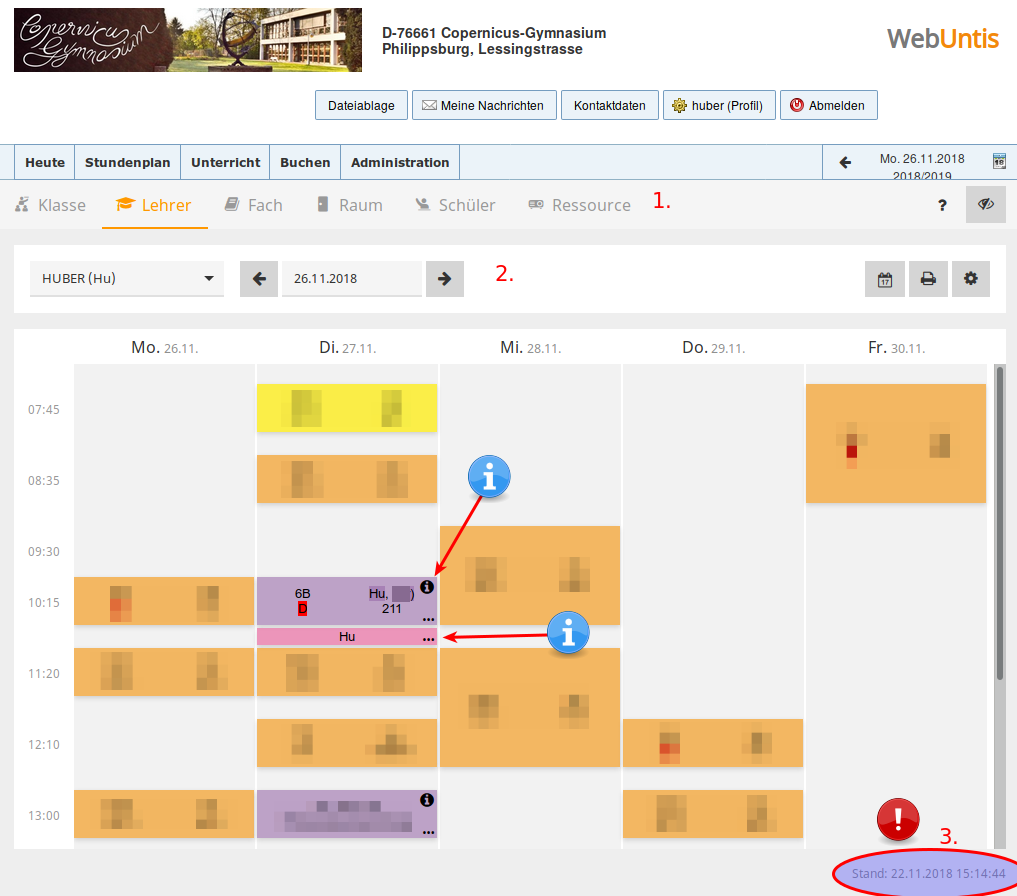 Copernicus
Gymnasium
D-76661 Copernicus-Gymnasium
Philippsburg, Lessingstrasse
WebUntis
Dateiablage
Meine Nachrichten
Kontaktdaten
huber (Profil)
Abmelden
Heute
Stundenplan
Unterricht
Buchen
Administration
Mo. 26.11.2018
2018/2019
18
Klasse
Lehrer
Fach
Raum
Schüler
Ressource
1.
?
HUBER (Hu)
26.11.2018
2.
17
Mo. 26.11.
Di. 27.11.
Mi. 28.11.
Do. 29.11.
Fr. 30.11.
07:45
08:35
09:30
10:15
6B
Hu, )
D
211
...
Hu
...
11:20
12:10
13:00
...
3.
Stand: 22.11.2018 15:14:44